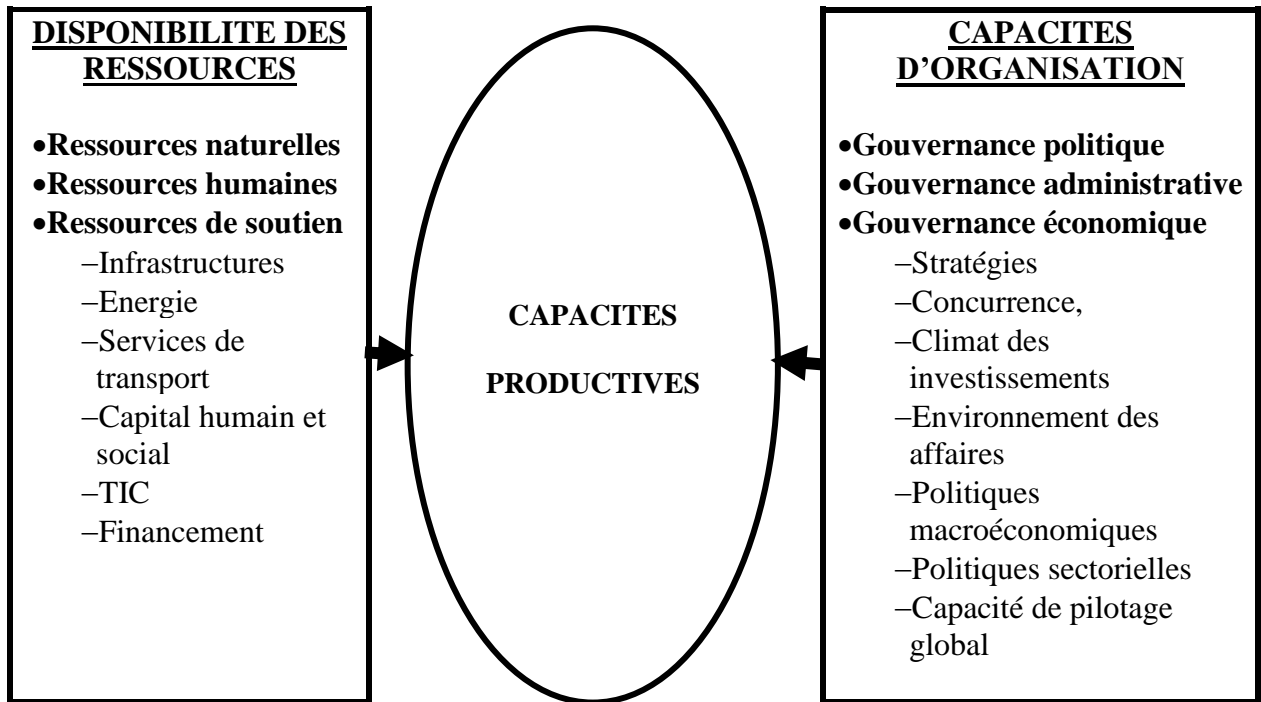 DISPONIBILITE DES
RESSOURCES
•Ressources naturelles
•Ressources humaines
•Ressources de soutien
–Infrastructures
–Energie
–Services de
transport
–Capital humain et
social
–TIC
–Financement
CAPACITES
PRODUCTIVES
CAPACITES
D’ORGANISATION
•Gouvernance politique
•Gouvernance administrative
•Gouvernance économique
–Stratégies
–Concurrence,
–Climat des
investissements
–Environnement des
affaires
–Politiques
macroéconomiques
–Politiques sectorielles
–Capacité de pilotage
global